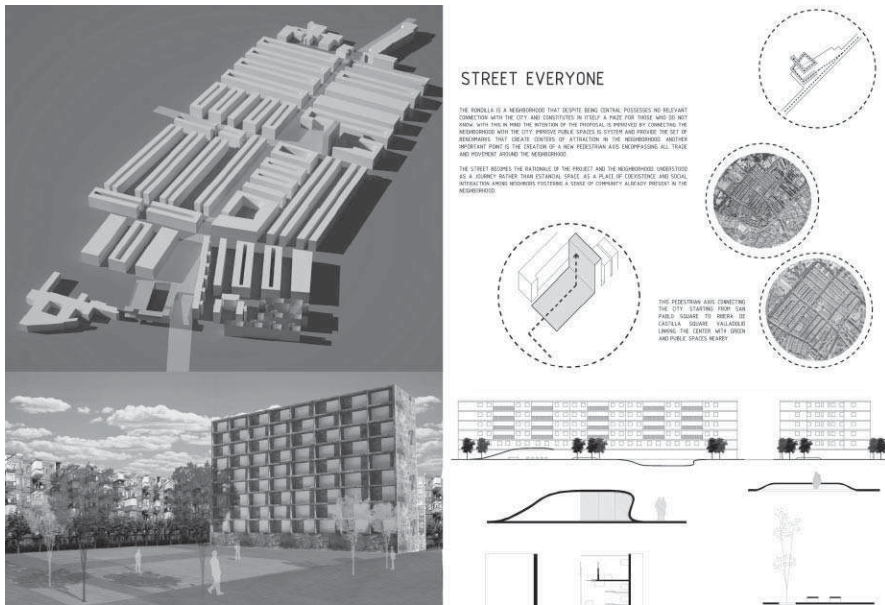 STREET EVERYONE
THE RONDILLA IS A NEIGHBORHOOD THAT DESPITE BEING CENTRAL POSSESSES NO RELEVANT
CONNECTION WITH THE CITY AND CONSTITUTES IN ITSELF A MAZE FOR THOSE WHO DO NOT
KNOW. WITH THIS IN MIND THE INTENTION OF THE PROPOSAL IS IMPROVED BY CONNECTING THE
NEIGHBORHOOD WITH THE CITY, IMPROVE PUBLIC SPACES IS SYSTEM AND PROVIDE THE SET OF
BENCHMARKS THAT CREATE CENTERS OF ATTRACTION IN THE NEIGHBORHOOD. ANOTHER
IMPORTANT POINT IS THE CREATION OF A NEW PEDESTRIAN AXIS ENCOMPASSING ALL TRADE
AND MOVEMENT AROUND THE NEIGHBORHOOD.
THE STREET BECOMES THE RATIONALE OF THE PROJECT AND THE NEIGHBORHOOD, UNDERSTOOD
AS A JOURNEY RATHER THAN ESTANCIAL SPACE, AS A PLACE OF COEXISTENCE AND SOCIAL
INTERACTION AMONG NEIGHBORS FOSTERING A SENSE OF COMMUNITY ALREADY PRESENT IN THE
NEIGHBORHOOD.
THIS PEDESTRIAN AXIS CONNECTING
THE CITY STARTING FROM SAN
PABLO SQUARE TO RIBERA DE
CASTILLA SQUARE VALLADOLID
LINKING THE CENTER WITH GREEN
AND PUBLIC SPACES NEARBY